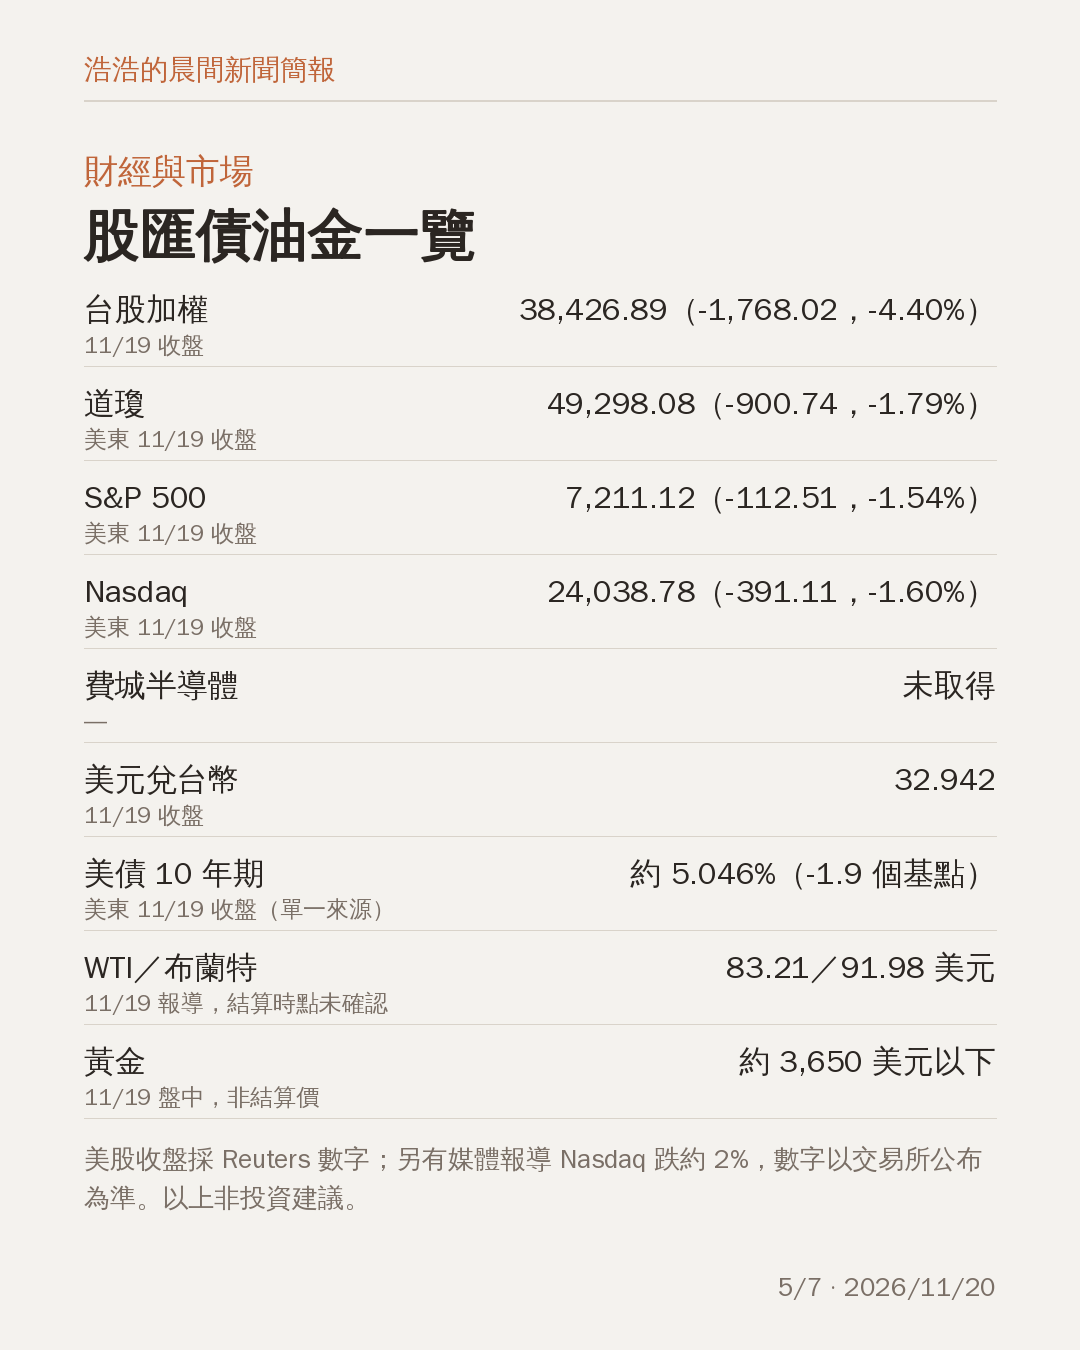 浩浩的晨間新聞簡報
財經與市場
股匯債油金一覽
台股加權 38,426.89（-1,768.02，-4.40%）
11/19 收盤
道瓊 49,298.08（-900.74，-1.79%）
美東 11/19 收盤
S&P 500 7,211.12（-112.51，-1.54%）
美東 11/19 收盤
Nasdaq 24,038.78（-391.11，-1.60%）
美東 11/19 收盤
費城半導體 未取得
—
美元兌台幣 32.942
11/19 收盤
美債 10 年期 約 5.046%（-1.9 個基點）
美東 11/19 收盤（單一來源）
WTI／布蘭特 83.21／91.98 美元
11/19 報導，結算時點未確認
黃金 約 3,650 美元以下
11/19 盤中，非結算價
美股收盤採 Reuters 數字；另有媒體報導 Nasdaq 跌約 2%，數字以交易所公布
為準。以上非投資建議。
5/7 · 2026/11/20